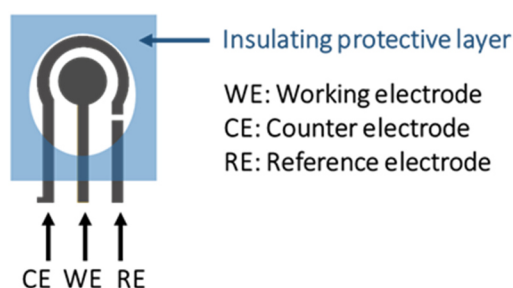 Insulating protective layer
WE: Working electrode
CE: Counter electrode
RE: Reference electrode
CE WE RE